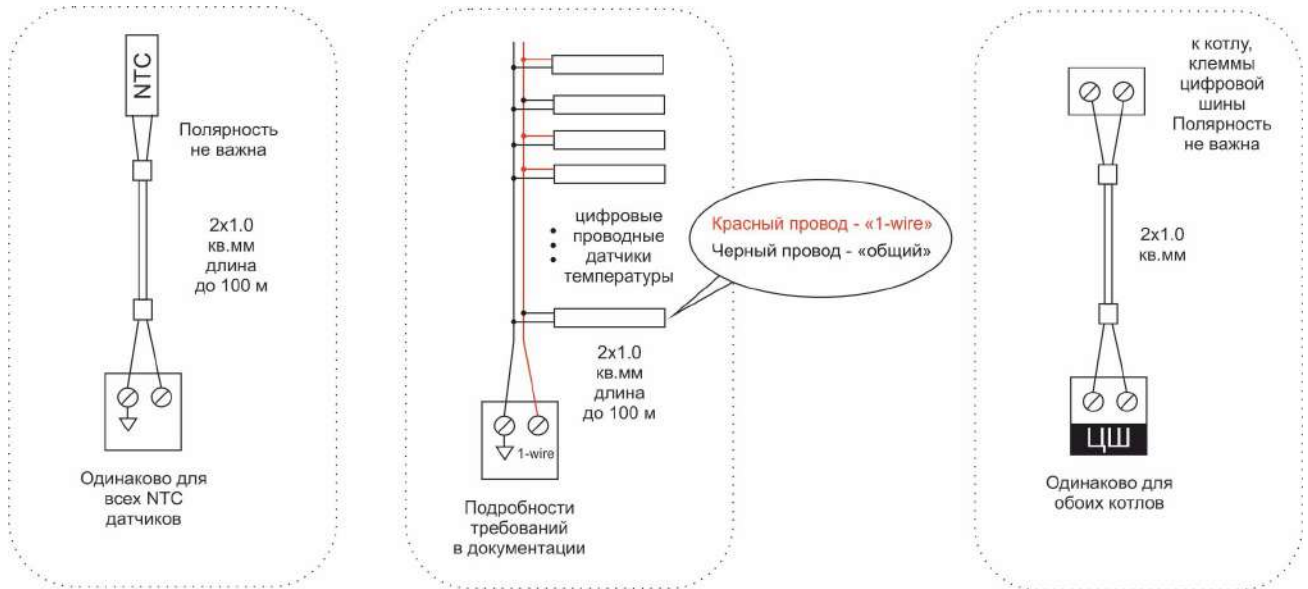 NTC
Полярность
не важна
2x1.0
кв.мм
длина
до 100 м
Одинаково для
всех NTC
датчиков
цифровые
проводные
датчики
температуры
Красный провод - «1-wire»
Черный провод - «общий»
2x1.0
кв.мм
длина
до 100 м
1-wire
Подробности
требований
в документации
к котлу,
клеммы
цифровой
шины
Полярность
не важна
2x1.0
кв.мм
ЦШ
Одинаково для
обоих котлов